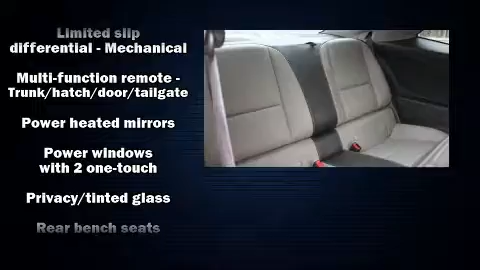 Limited slip
differential - Mechanical
Multi-function remote -
Trunk/hatch/door/tailgate
Power heated mirrors
Power windows
with 2 one-touch
Privacy/tinted glass
Rear bench seats